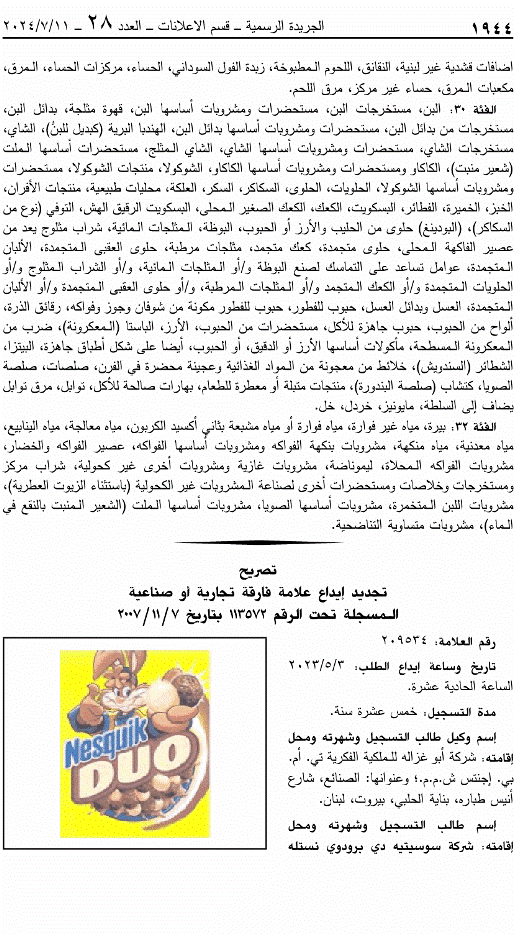 ١٩٤٤
الجريدة الرسمية ــ قسم الاعلانات ــ العدد ٢٨ ــ ٢٠٢٤/٧/١١
اضافات قشدية غير لبنية، النقانق، اللحوم المطبوخة، زبدة الفول السوداني، الحساء، مركزات الحساء، المرق،
مكعبات المرق، حساء غير مركز، مرق اللحم.
الفئة ٣٠: البن، مستخرجات البن، مستحضرات ومشروبات أساسها البن، قهوة مثلجة، بدائل البن،
مستخرجات من بدائل البن، مستحضرات ومشروبات أساسها بدائل البن، الهندبا البرية (كبديل للبنّ)، الشاي،
مستخرجات الشاي، مستحضرات ومشروبات أساسها الشاي، الشاي المثلج، مستحضرات أساسها الملت
(شعير منبت)، الكاكاو ومستحضرات ومشروبات أساسها الكاكاو، الشوكولا، منتجات الشوكولا، مستحضرات
ومشروبات أساسها الشوكولا، الحلويات، الحلوى، السكاكر، السكر، العلكة، محليات طبيعية، منتجات الأفران،
الخبز، الخميرة، الفطائر، البسكويت، الكعك، الكعك الصغير المحلى، البسكويت الرقيق الهش، التوفي (نوع من
السكاكر)، (البودينغ) حلوى من الحليب والأرز أو الحبوب، البوظة، المثلجات المائية، شراب مثلج يعد من
عصير الفاكهة المحلى، حلوى متجمدة، كعك متجمد، مثلجات مرطبة، حلوى العقبى المتجمدة، الألبان
المتجمدة، عوامل تساعد على التماسك لصنع البوظة و/أو المثلجات المائية، و/أو الشراب المثلوج و/أو
الحلويات المتجمدة و/أو الكعك المتجمد و/أو المثلجات المرطبة، و/أو حلوى العقبى المتجمدة و/أو الألبان
المتجمدة، العسل وبدائل العسل، حبوب للفطور، حبوب للفطور مكونة من شوفان وجوز وفواكه، رقائق الذرة،
ألواح من الحبوب، حبوب جاهزة للأكل، مستحضرات من الحبوب، الأرز، الباستا (المعكرونة)، ضرب من
المعكرونة المسطحة، مأكولات أساسها الأرز أو الدقيق، أو الحبوب، أيضا على شكل أطباق جاهزة، البيتزا،
الشطائر (السندويش)، خلائط من معجونة من المواد الغذائية وعجينة محضرة في الفرن، صلصات، صلصة
الصويا، كتشاب (صلصة البندورة)، منتجات متبلة أو معطرة للطعام، بهارات صالحة للأكل، توابل، مرق توابل
يضاف إلى السلطة، مايونيز، خردل، خل.
الفئة ٣٢: بيرة، مياه غير فوارة، مياه فوارة أو مياه مشبعة بثاني أكسيد الكربون، مياه معالجة، مياه الينابيع،
مياه معدنية، مياه منكهة، مشروبات بنكهة الفواكه ومشروبات أساسها الفواكه، عصير الفواكه والخضار،
مشروبات الفواكه المحلاة، ليموناضة، مشروبات غازية ومشروبات أخرى غير كحولية، شراب مركز
ومستخرجات وخلاصات ومستحضرات أخرى لصناعة المشروبات غير الكحولية (باستثناء الزيوت العطرية)،
مشروبات اللبن المتخمرة، مشروبات أساسها الصويا، مشروبات أساسها الملت (الشعير المنبت بالنقع في
الماء)، مشروبات متساوية التناضحية.
تصريح
تجديد إيداع علامة فارقة تجارية أو صناعية
المسجلة تحت الرقم ١١٣٥٧٢ بتاريخ ٢٠٠٧/١١/٧
رقم العلامة: ٢٠٩٥٣٤
تاريخ وساعة إيداع الطلب: ٢٠٢٣/٥/٣
الساعة الحادية عشرة.
مدة التسجيل: خمس عشرة سنة.
إسم وكيل طالب التسجيل وشهرته ومحل
إقامته: شركة أبو غزاله للملكية الفكرية تي. أم.
بي. إجنتس ش.م.م.؛ وعنوانها: الصنائع، شارع
أنيس طباره، بناية الحلبي، بيروت، لبنان.
إسم طالب التسجيل وشهرته ومحل
إقامته: شركة سوسيتيه دي برودوي نستله
Nesquik
DUO